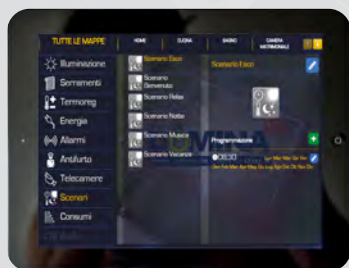 TUTTE LE MAPPE
HOME
CUCINA
BAGNO
CAMERA
MATRIMONIALE
Illuminazione
Serramenti
Termoreg
Energia
Allarmi
Antifurto
Telecamere
Scenari
Consumi
Scenario Esco
Scenario
Benvenuto
Scenario Relax
Scenario Notte
Scenario Musica
Scenario Vacanza
Scenario Esco
Programmazione